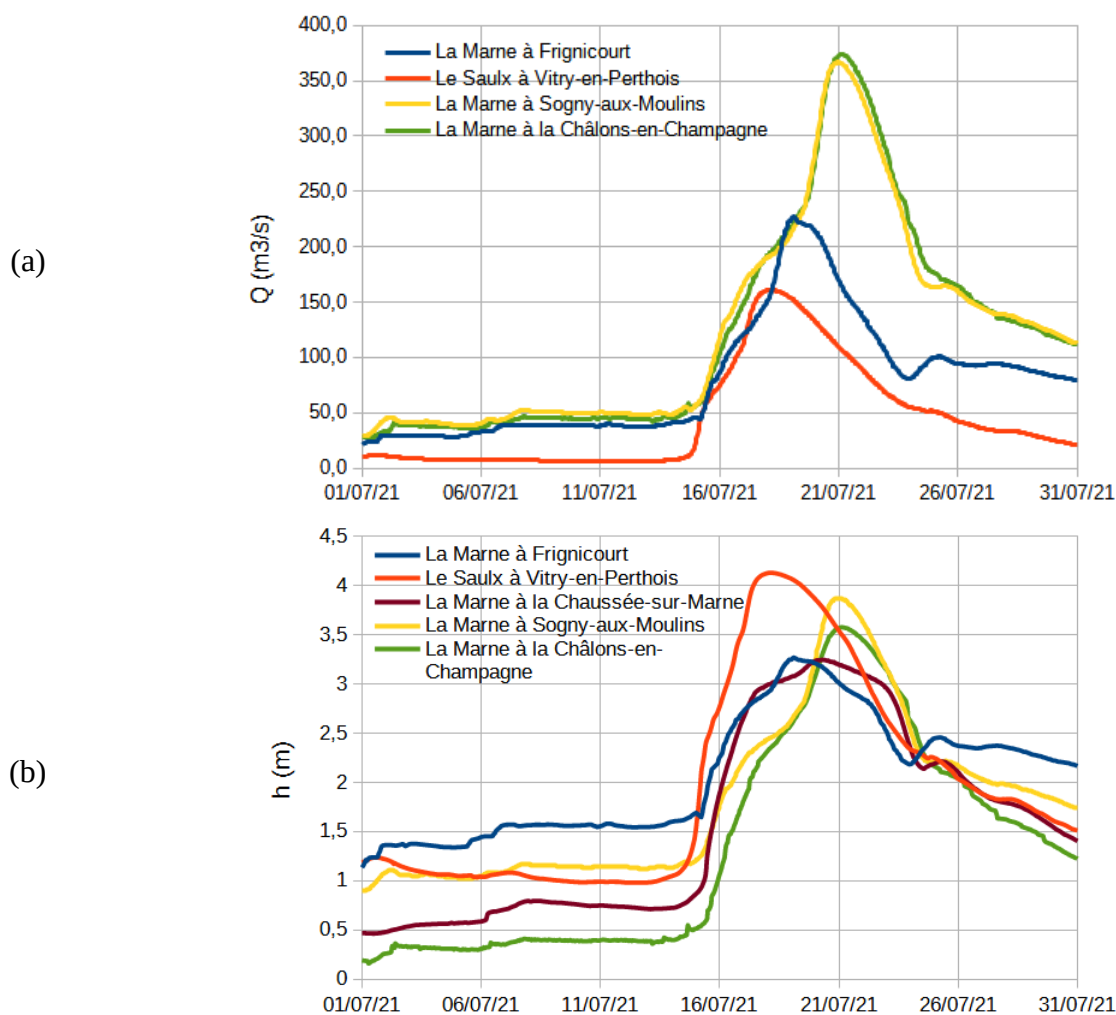 (a)
Q (m3/s)
400,0
350,0
300,0
250,0
200,0
150,0
100,0
50,0
0,0
La Marne à Frignicourt
Le Saulx à Vitry-en-Perthois
La Marne à Sogny-aux-Moulins
La Marne à la Châlons-en-Champagne
01/07/21 06/07/21 11/07/21 16/07/21 21/07/21 26/07/21 31/07/21
(b)
h (m)
4,5
4
3,5
3
2,5
2
1,5
1
0,5
0
La Marne à Frignicourt
Le Saulx à Vitry-en-Perthois
La Marne à la Chaussée-sur-Marne
La Marne à Sogny-aux-Moulins
La Marne à la Châlons-en-
Champagne
01/07/21 06/07/21 11/07/21 16/07/21 21/07/21 26/07/21 31/07/21